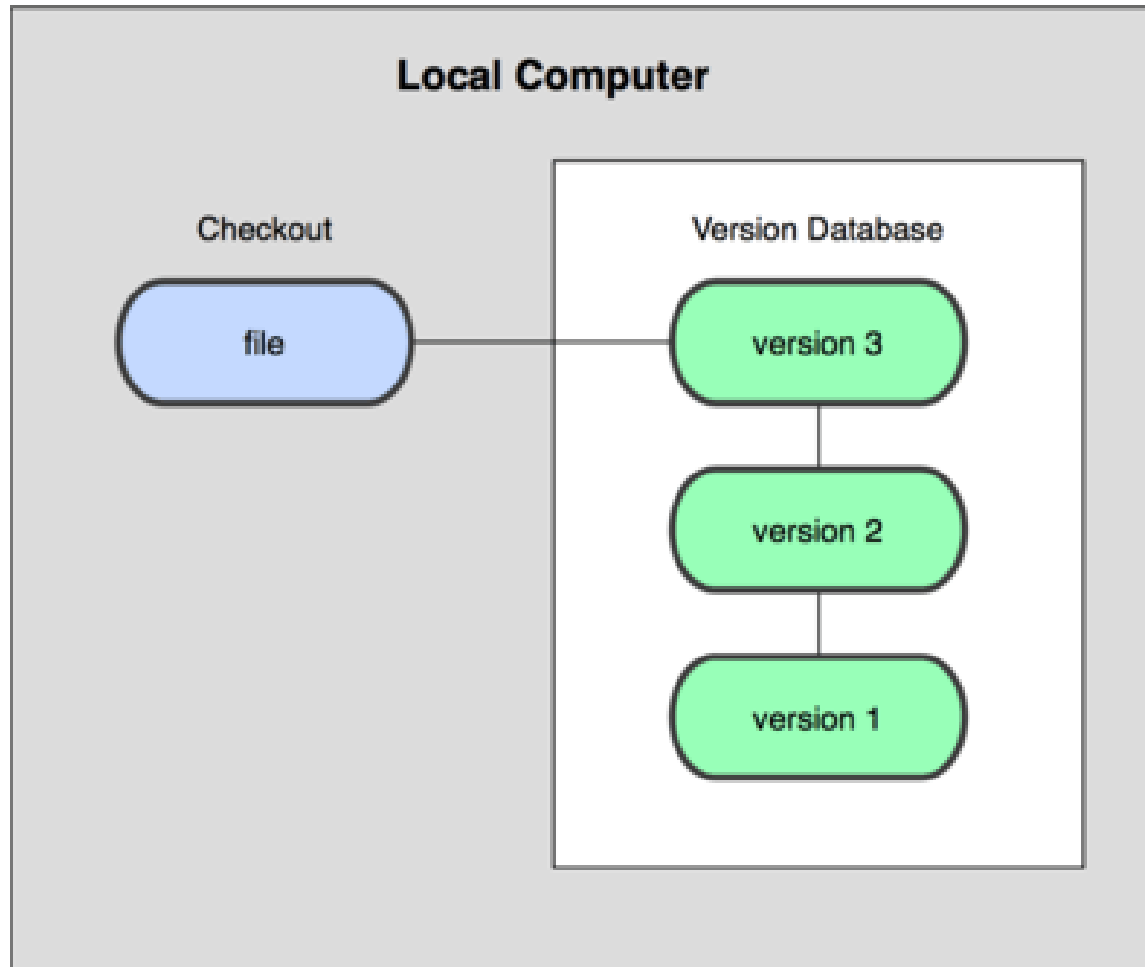 Local Computer
Checkout
Version Database
file
version 3
version 2
version 1